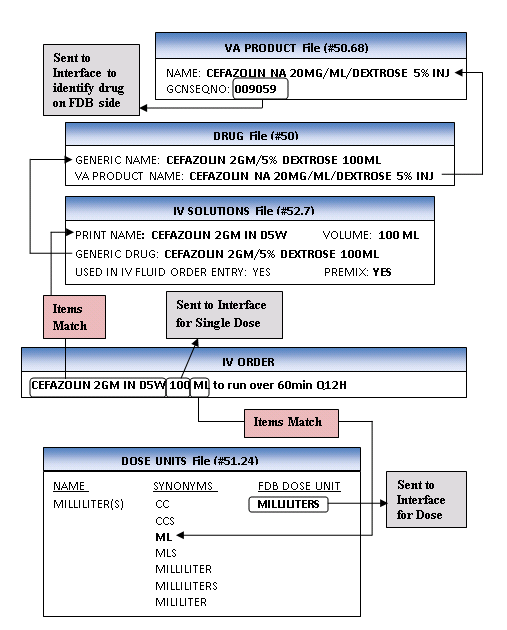 VA PRODUCT File (#50.68)
Sent to
Interface to
identify drug
on FDB side
NAME: CEFAZOLIN NA 20MG/ML/DEXTROSE 5% INJ
GCNSEQNO: 009059
DRUG File (#50)
GENERIC NAME: CEFAZOLIN 2GM/5% DEXTROSE 100ML
VA PRODUCT NAME: CEFAZOLIN NA 20MG/ML/DEXTROSE 5% INJ
IV SOLUTIONS File (#52.7)
PRINT NAME: CEFAZOLIN 2GM IN D5W VOLUME: 100 ML
GENERIC DRUG: CEFAZOLIN 2GM/5% DEXTROSE 100ML
USED IN IV FLUID ORDER ENTRY: YES PREMIX: YES
Items
Match
Sent to Interface
for Single Dose
IV ORDER
CEFAZOLIN 2GM IN D5W 100 ML to run over 60min Q12H
Items Match
DOSE UNITS File (#51.24)
NAME SYNONYMS FDB DOSE UNIT
MILLILITER(S) CC MILLILITERS
CCS
ML
MLS
MILLILITER
MILLILITERS
MILILITER
Sent to
Interface
for Dose